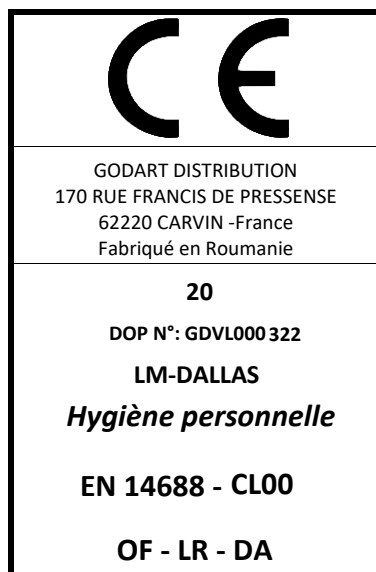 CE
GODART DISTRIBUTION
170 RUE FRANCIS DE PRESSENSE
62220 CARVIN -France
Fabriqué en Roumanie
20
DOP N°: GDVL000 322
LM-DALLAS
Hygiène personnelle
EN 14688 - CL00
OF - LR - DA